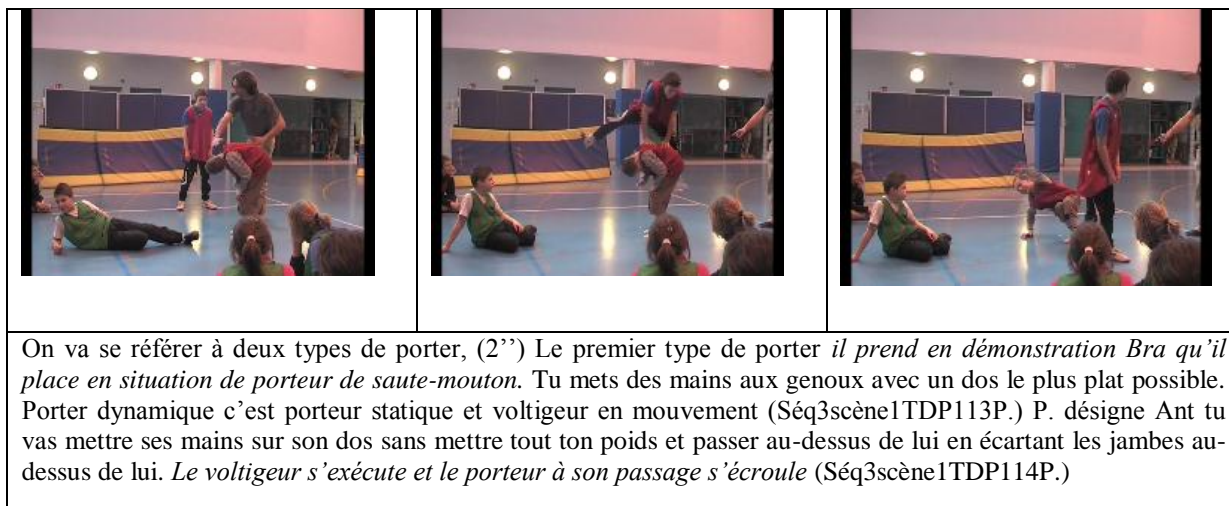 On va se référer à deux types de porter, (2’’) Le premier type de porter il prend en démonstration Bra qu’il
place en situation de porteur de saute-mouton. Tu mets des mains aux genoux avec un dos le plus plat possible.
Porter dynamique c’est porteur statique et voltigeur en mouvement (Séq3scène1TDP113P.) P. désigne Ant tu
vas mettre ses mains sur son dos sans mettre tout ton poids et passer au-dessus de lui en écartant les jambes au-
dessus de lui. Le voltigeur s’exécute et le porteur à son passage s’écroule (Séq3scène1TDP114P.)